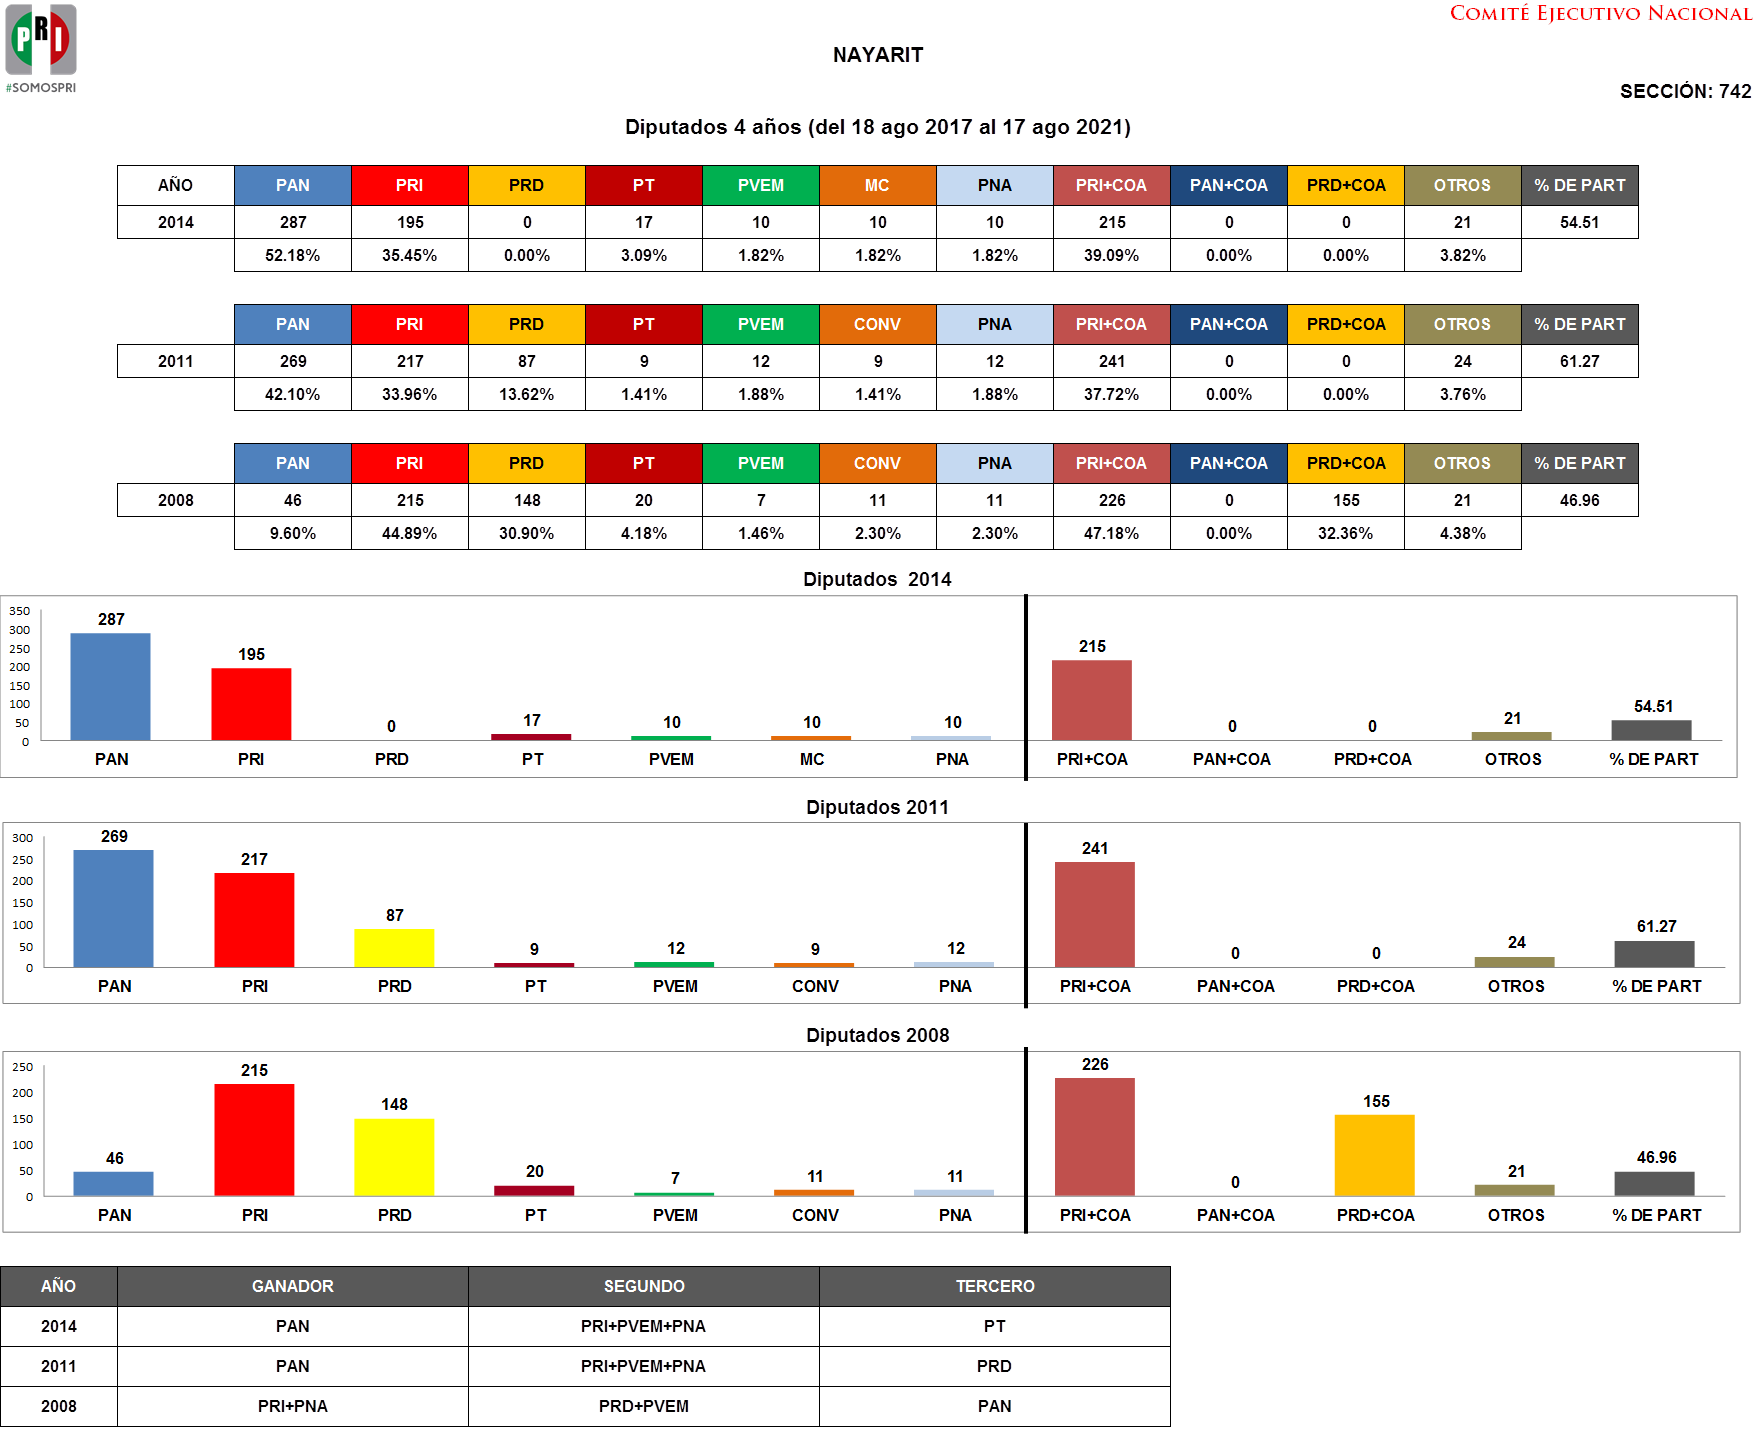 PRI
#SOMOSPRI
COMITÉ EJECUTIVO NACIONAL
NAYARIT
SECCIÓN: 742
Diputados 4 años (del 18 ago 2017 al 17 ago 2021)
AÑO PAN PRI PRD PT PVEM MC PNA PRI+COA PAN+COA PRD+COA OTROS % DE PART
2014 287 195 0 17 10 10 10 215 0 0 21 54.51
52.18% 35.45% 0.00% 3.09% 1.82% 1.82% 1.82% 39.09% 0.00% 0.00% 3.82%
PAN PRI PRD PT PVEM CONV PNA PRI+COA PAN+COA PRD+COA OTROS % DE PART
2011 269 217 87 9 12 9 12 241 0 0 24 61.27
42.10% 33.96% 13.62% 1.41% 1.88% 1.41% 1.88% 37.72% 0.00% 0.00% 3.76%
PAN PRI PRD PT PVEM CONV PNA PRI+COA PAN+COA PRD+COA OTROS % DE PART
2008 46 215 148 20 7 11 11 226 0 155 21 46.96
9.60% 44.89% 30.90% 4.18% 1.46% 2.30% 2.30% 47.18% 0.00% 32.36% 4.38%
Diputados 2014
350
300
250
200
150
100
50
0
287 195 0 17 10 10 10 215 0 0 21 54.51
PAN PRI PRD PT PVEM MC PNA PRI+COA PAN+COA PRD+COA OTROS % DE PART
Diputados 2011
300
250
200
150
100
50
0
269 217 87 9 12 9 12 241 0 0 24 61.27
PAN PRI PRD PT PVEM CONV PNA PRI+COA PAN+COA PRD+COA OTROS % DE PART
Diputados 2008
250
200
150
100
50
0
46 215 148 20 7 11 11 226 0 155 21 46.96
PAN PRI PRD PT PVEM CONV PNA PRI+COA PAN+COA PRD+COA OTROS % DE PART
AÑO GANADOR SEGUNDO TERCERO
2014 PAN PRI+PVEM+PNA PT
2011 PAN PRI+PVEM+PNA PRD
2008 PRI+PNA PRD+PVEM PAN